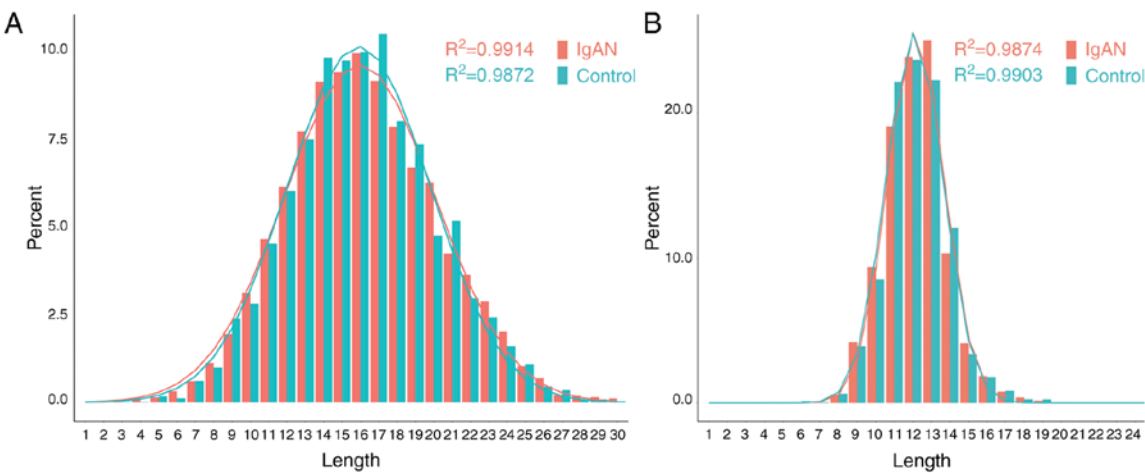 A
R²=0.9914 IgAN
R²=0.9872 Control
10.0
7.5
5.0
2.5
0.0
Percent
1 2 3 4 5 6 7 8 9 10 11 12 13 14 15 16 17 18 19 20 21 22 23 24 25 26 27 28 29 30
Length
B
R²=0.9874 IgAN
R²=0.9903 Control
20.0
10.0
0.0
Percent
1 2 3 4 5 6 7 8 9 10 11 12 13 14 15 16 17 18 19 20 21 22 23 24
Length